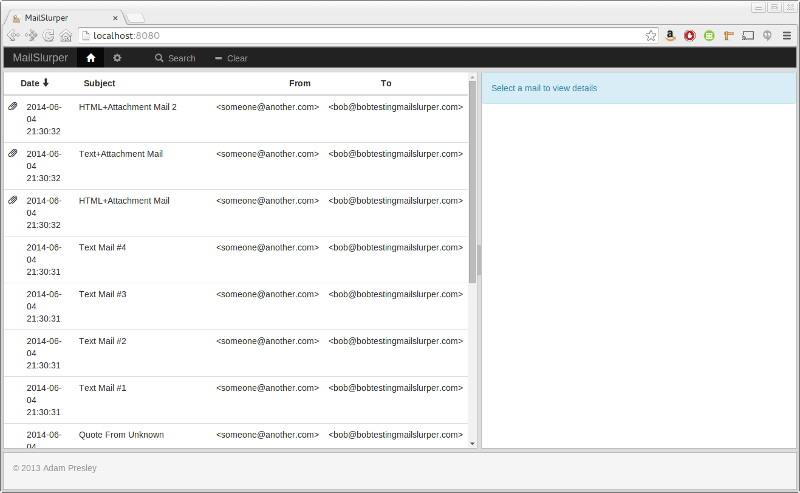 MailSlurper
localhost:8080
MailSlurper Search Clear
Date Subject From To
2014-06-04 21:30:32 HTML+Attachment Mail 2 <someone@another.com> <bob@bobtestingmailslurper.com>
2014-06-04 21:30:32 Text+Attachment Mail <someone@another.com> <bob@bobtestingmailslurper.com>
2014-06-04 21:30:32 HTML+Attachment Mail <someone@another.com> <bob@bobtestingmailslurper.com>
2014-06-04 21:30:31 Text Mail #4 <someone@another.com> <bob@bobtestingmailslurper.com>
2014-06-04 21:30:31 Text Mail #3 <someone@another.com> <bob@bobtestingmailslurper.com>
2014-06-04 21:30:31 Text Mail #2 <someone@another.com> <bob@bobtestingmailslurper.com>
2014-06-04 21:30:31 Text Mail #1 <someone@another.com> <bob@bobtestingmailslurper.com>
2014-06-04 Quote From Unknown <someone@another.com> <bob@bobtestingmailslurper.com>
Select a mail to view details
© 2013 Adam Presley